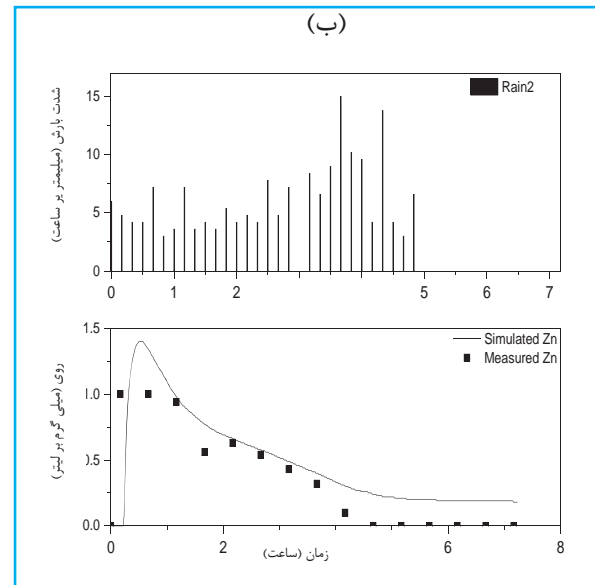 (ب)
Rain2
شدت بارش (میلیمتر بر ساعت)
15
10
5
0
0 1 2 5 6 7
Simulated Zn
Measured Zn
روی (میلی گرم بر لیتر)
1.5
1.0
0.5
0.0
0 2 6 8
زمان (ساعت)